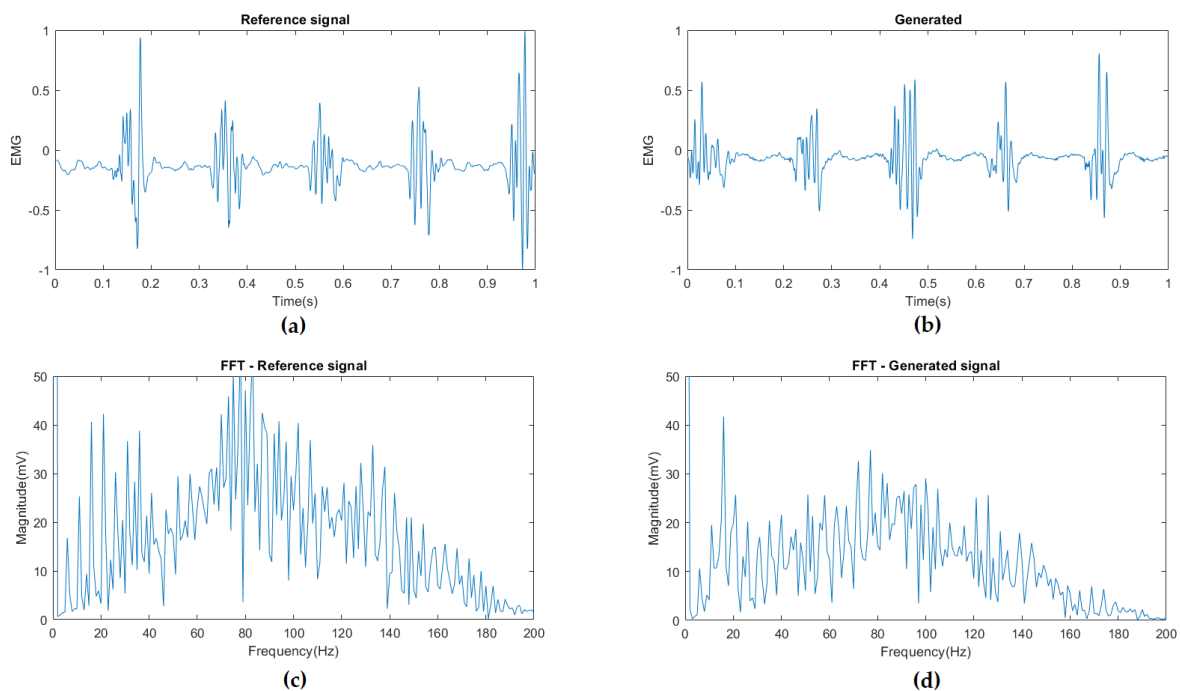 Reference signal
1
0.5
0
-0.5
-1
EMG
0 0.1 0.2 0.3 0.4 0.5 0.6 0.7 0.8 0.9 1
Time(s)
(a)
Generated
1
0.5
0
-0.5
-1
EMG
0 0.1 0.2 0.3 0.4 0.5 0.6 0.7 0.8 0.9 1
Time(s)
(b)
FFT - Reference signal
50
40
30
20
10
0
Magnitude(mV)
0 20 40 60 80 100 120 140 160 180 200
Frequency(Hz)
(c)
FFT - Generated signal
50
40
30
20
10
0
Magnitude(mV)
0 20 40 60 80 100 120 140 160 180 200
Frequency(Hz)
(d)